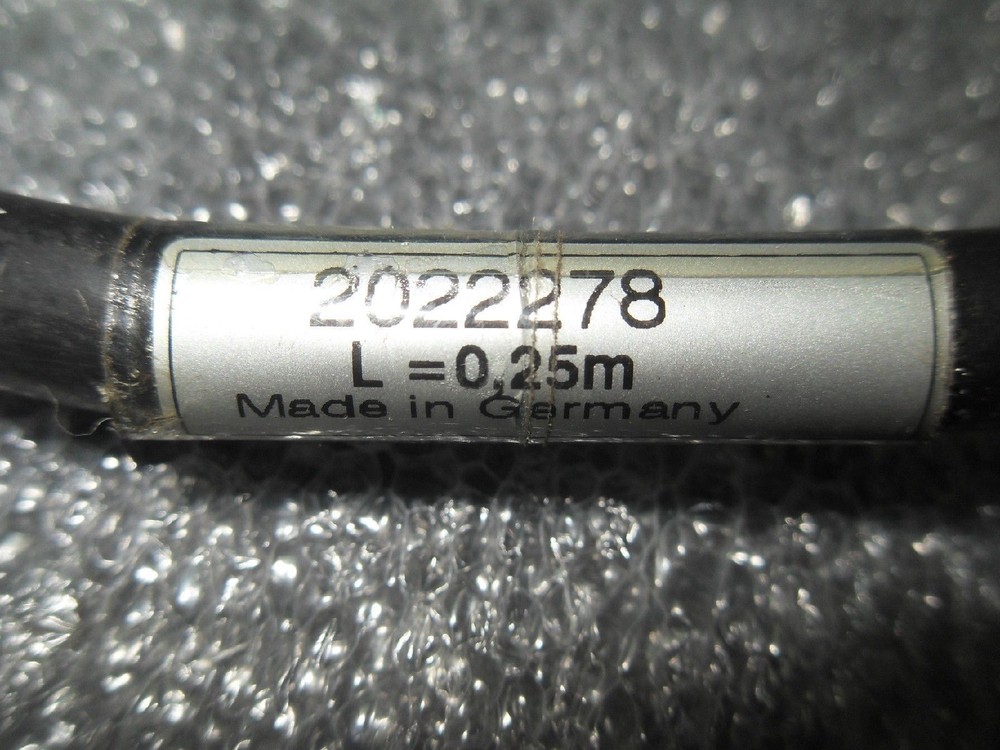 2022278
L = 0,25m
Made in Germany